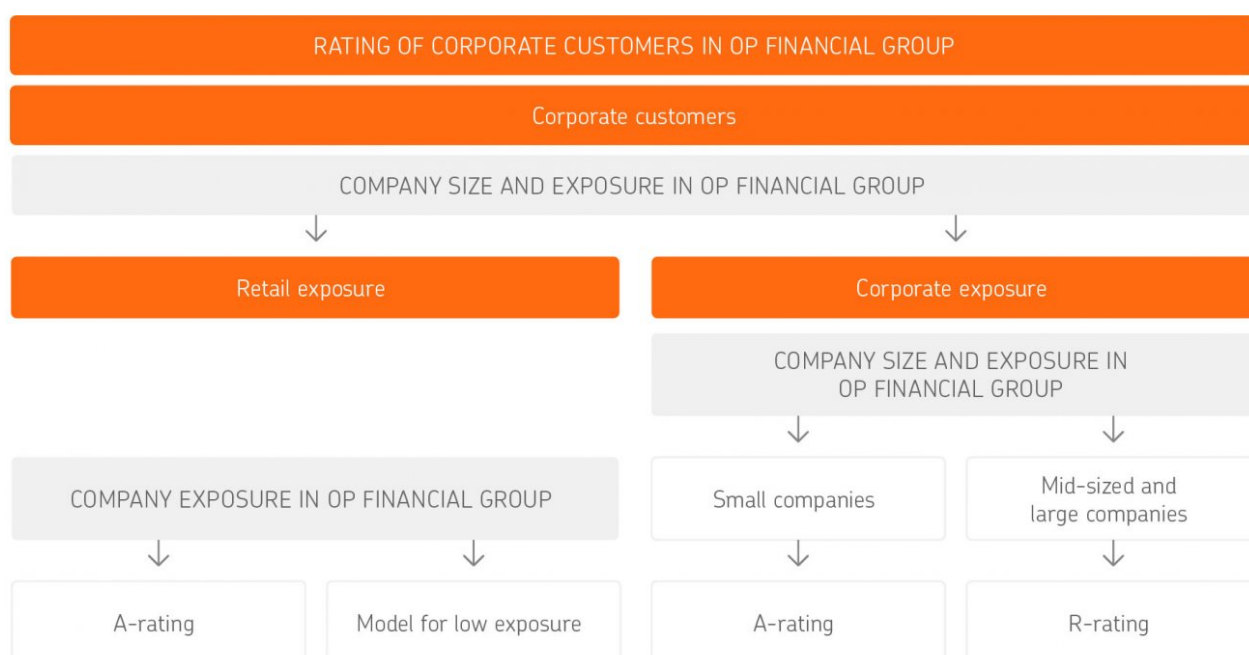 RATING OF CORPORATE CUSTOMERS IN OP FINANCIAL GROUP
Corporate customers
COMPANY SIZE AND EXPOSURE IN OP FINANCIAL GROUP
Retail exposure
Corporate exposure
COMPANY SIZE AND EXPOSURE IN
OP FINANCIAL GROUP
COMPANY EXPOSURE IN OP FINANCIAL GROUP
Small companies
Mid-sized and
large companies
A-rating
Model for low exposure
A-rating
R-rating